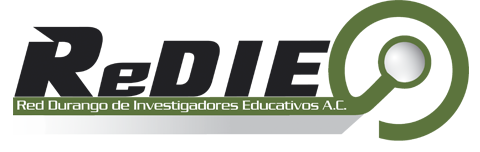 ReDIE
Red Durango de Investigadores Educativos A.C.